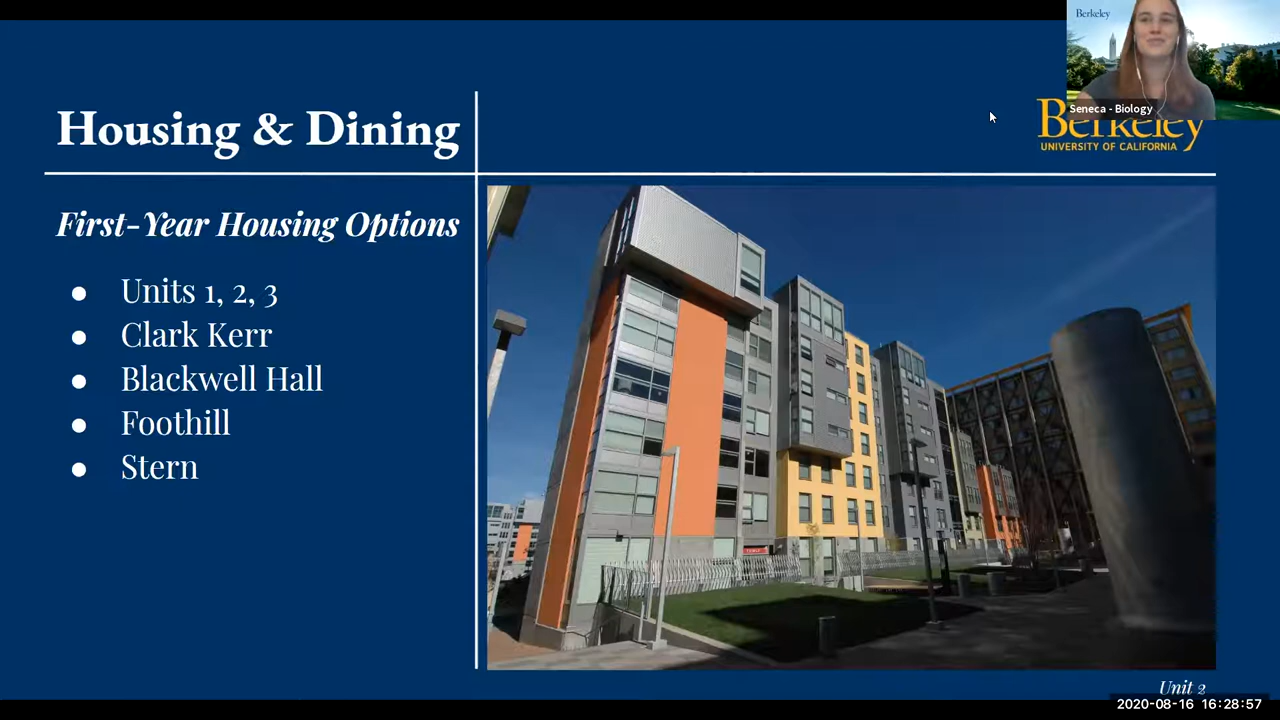 Berkeley
Seneca - Biology
Housing & Dining
Berkeley
UNIVERSITY OF CALIFORNIA
First-Year Housing Options
● Units 1, 2, 3
● Clark Kerr
● Blackwell Hall
● Foothill
● Stern
Unit 2
2020-08-16 16:28:57